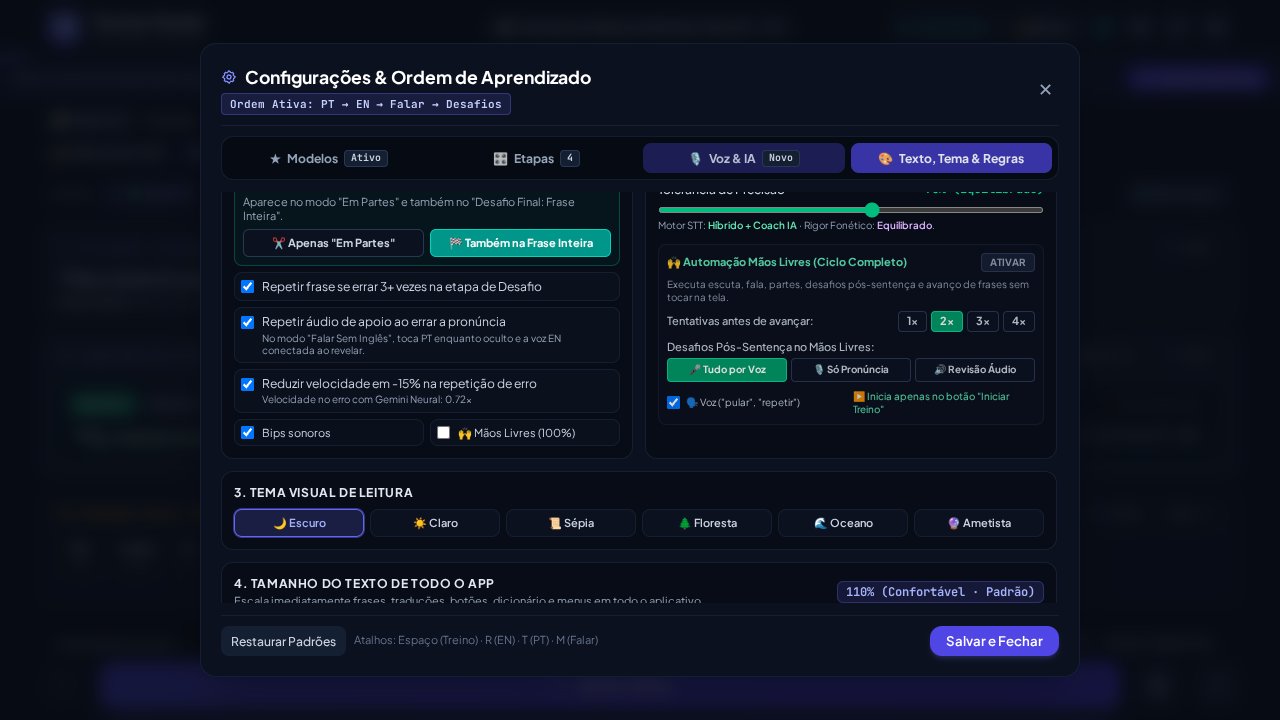 Configurações & Ordem de Aprendizado
Ordem Ativa: PT → EN → Falar → Desafios
★ Modelos Ativo
🎛️ Etapas 4
🎙️ Voz & IA Novo
🎨 Texto, Tema & Regras
Aparece no modo "Em Partes" e também no "Desafio Final: Frase
Inteira".
✂️ Apenas "Em Partes"
🏁 Também na Frase Inteira
Repetir frase se errar 3+ vezes na etapa de Desafio
Repetir áudio de apoio ao errar a pronúncia
No modo "Falar Sem Inglês", toca PT enquanto oculto e a voz EN
conectada ao revelar.
Reduzir velocidade em -15% na repetição de erro
Velocidade no erro com Gemini Neural: 0.72×
Bips sonoros
🙌 Mãos Livres (100%)
Tolerância de Precisão
Motor STT: Híbrido + Coach IA · Rigor Fonético: Equilibrado.
🙌 Automação Mãos Livres (Ciclo Completo)
ATIVAR
Executa escuta, fala, partes, desafios pós-sentença e avanço de frases sem
tocar na tela.
Tentativas antes de avançar:
1× 2× 3× 4×
Desafios Pós-Sentença no Mãos Livres:
🎤 Tudo por Voz
🎙️ Só Pronúncia
🔊 Revisão Áudio
🗣️ Voz ("pular", "repetir")
▶️ Inicia apenas no botão "Iniciar
Treino"
3. TEMA VISUAL DE LEITURA
🌙 Escuro
☀️ Claro
📜 Sépia
🌲 Floresta
🌊 Oceano
🔮 Ametista
4. TAMANHO DO TEXTO DE TODO O APP
110% (Confortável · Padrão)
Escala imediatamente frases, traduções, botões, dicionário e menus em todo o aplicativo
Restaurar Padrões
Atalhos: Espaço (Treino) · R (EN) · T (PT) · M (Falar)
Salvar e Fechar